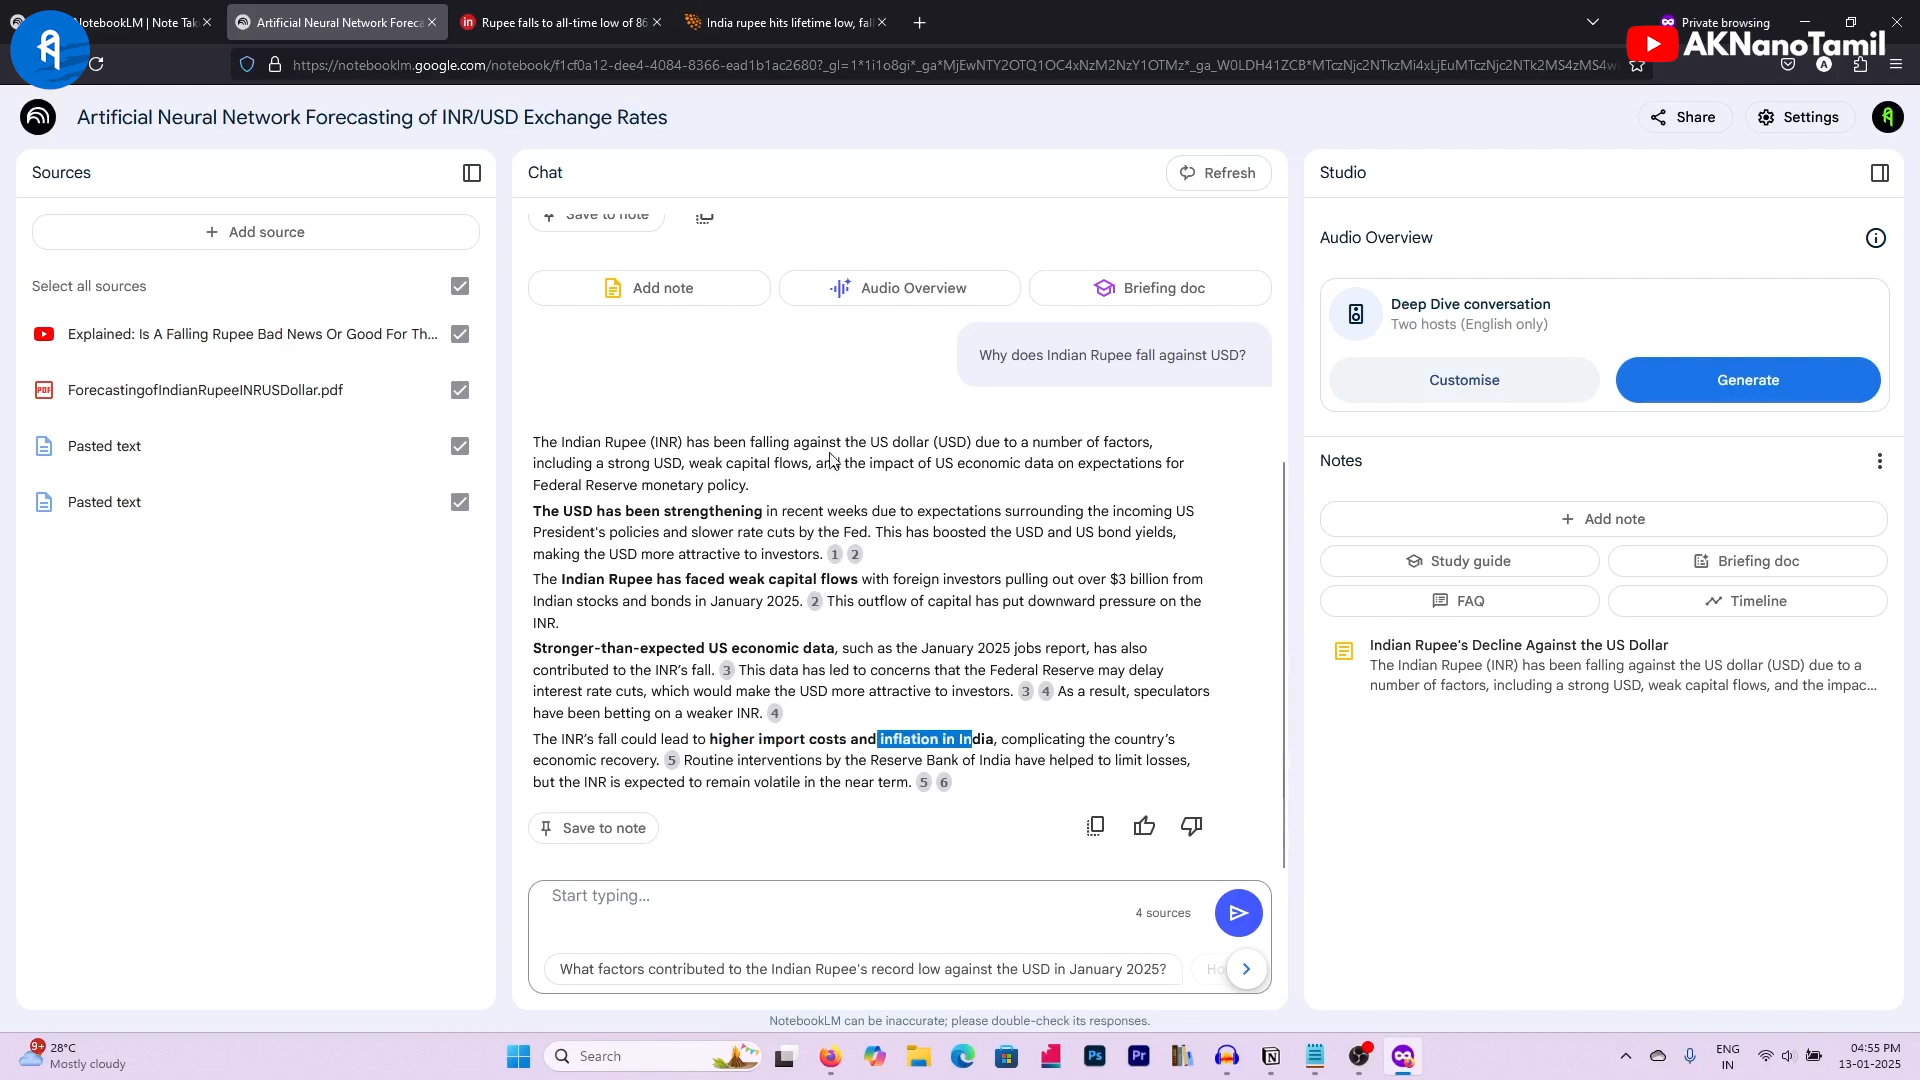 NotebookLM | Note Tak
Artificial Neural Network Foreca
Rupee falls to all-time low of 86
India rupee hits lifetime low, fal
Private browsing
AKNanoTamil
https://notebooklm.google.com/notebook/f1cf0a12-dee4-4084-8366-ead1b1ac2680?_gl=1*1i1o8gi*_ga*MjEwNTY2OTQ1OC4xNzM2NzY1OTMz*_ga_W0LDH41ZCB*MTczNjc2NTkzMi4xLjEuMTczNjc2NTk2MS4zMS4w
Artificial Neural Network Forecasting of INR/USD Exchange Rates
Share
Settings
Sources
Add source
Select all sources
Explained: Is A Falling Rupee Bad News Or Good For Th...
PDF
ForecastingofIndianRupeeINRUSDollar.pdf
Pasted text
Pasted text
Chat
Refresh
Save to note
Add note
Audio Overview
Briefing doc
Why does Indian Rupee fall against USD?
The Indian Rupee (INR) has been falling against the US dollar (USD) due to a number of factors,
including a strong USD, weak capital flows, and the impact of US economic data on expectations for
Federal Reserve monetary policy.
The USD has been strengthening in recent weeks due to expectations surrounding the incoming US
President's policies and slower rate cuts by the Fed. This has boosted the USD and US bond yields,
making the USD more attractive to investors. 1 2
The Indian Rupee has faced weak capital flows with foreign investors pulling out over $3 billion from
Indian stocks and bonds in January 2025. 2 This outflow of capital has put downward pressure on the
INR.
Stronger-than-expected US economic data, such as the January 2025 jobs report, has also
contributed to the INR's fall. 3 This data has led to concerns that the Federal Reserve may delay
interest rate cuts, which would make the USD more attractive to investors. 3 4 As a result, speculators
have been betting on a weaker INR. 4
The INR's fall could lead to higher import costs and inflation in India, complicating the country's
economic recovery. 5 Routine interventions by the Reserve Bank of India have helped to limit losses,
but the INR is expected to remain volatile in the near term. 5 6
Save to note
Start typing...
4 sources
What factors contributed to the Indian Rupee's record low against the USD in January 2025?
Ho
NotebookLM can be inaccurate; please double-check its responses.
Studio
Audio Overview
Deep Dive conversation
Two hosts (English only)
Customise
Generate
Notes
Add note
Study guide
Briefing doc
FAQ
Timeline
Indian Rupee's Decline Against the US Dollar
The Indian Rupee (INR) has been falling against the US dollar (USD) due to a
number of factors, including a strong USD, weak capital flows, and the impac...
9+
28°C
Mostly cloudy
Search
Ps
Pr
ENG
IN
04:55 PM
13-01-2025